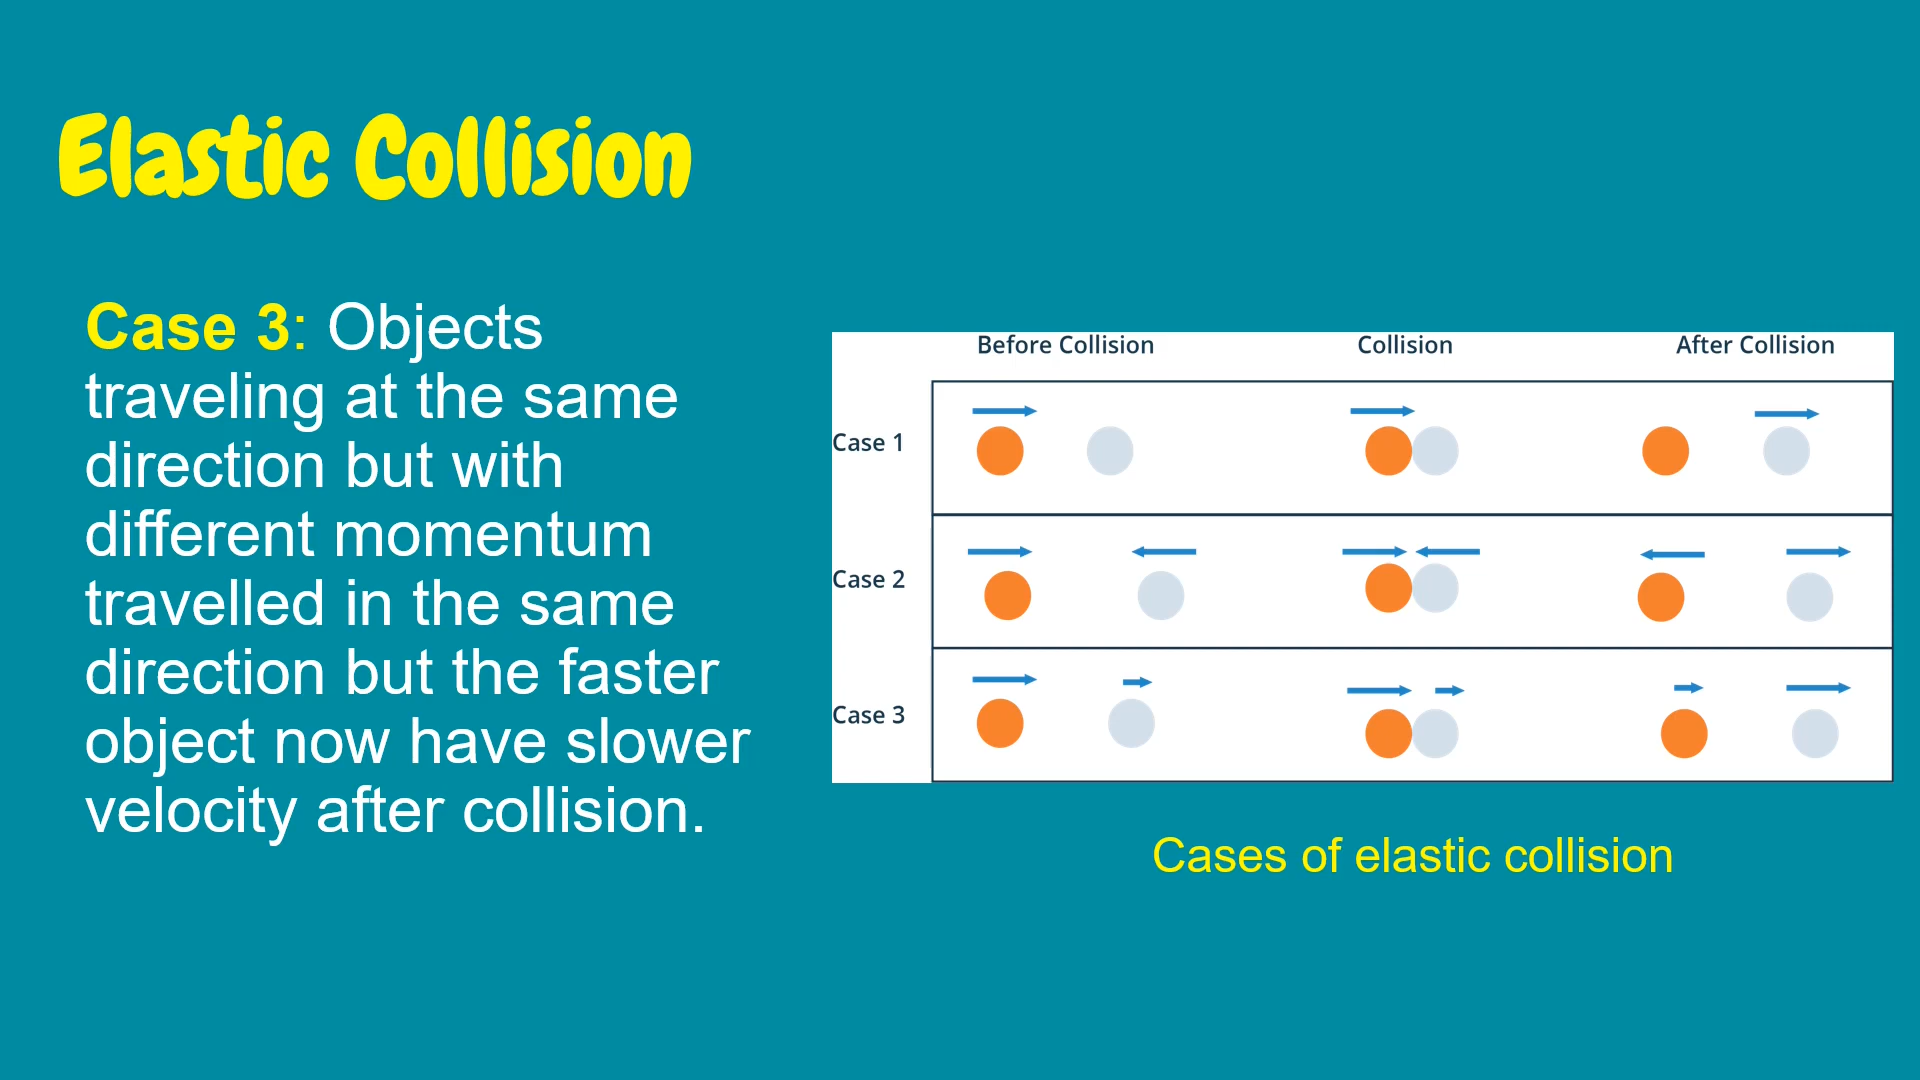 Elastic Collision
Case 3: Objects
traveling at the same
direction but with
different momentum
travelled in the same
direction but the faster
object now have slower
velocity after collision.
Before Collision
Collision
After Collision
Case 1
Case 2
Case 3
Cases of elastic collision